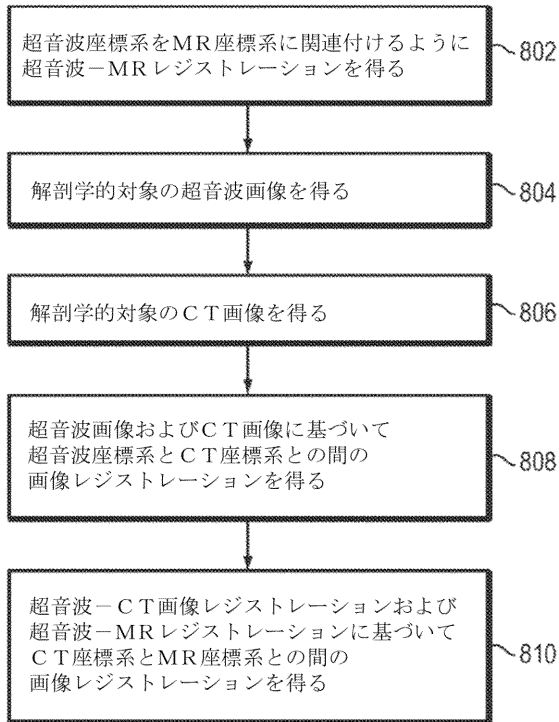 超音波座標系をMR座標系に関連付けるように
超音波－MRレジストレーションを得る
802
解剖学的対象の超音波画像を得る
804
解剖学的対象のCT画像を得る
806
超音波画像およびCT画像に基づいて
超音波座標系とCT座標系との間の
画像レジストレーションを得る
808
超音波－CT画像レジストレーションおよび
超音波－MRレジストレーションに基づいて
CT座標系とMR座標系との間の
画像レジストレーションを得る
810